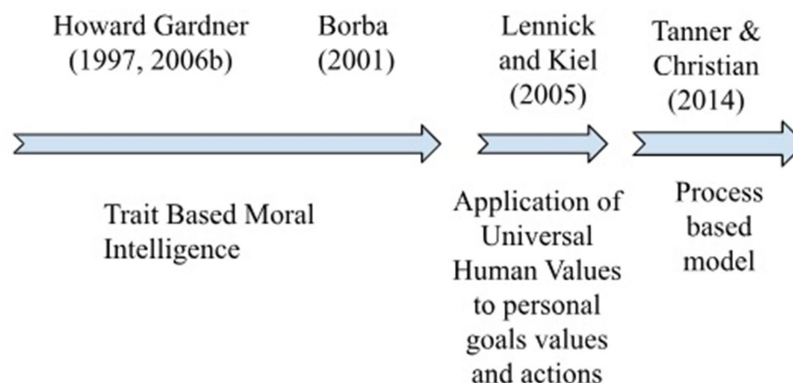 Howard Gardner
(1997, 2006b)
Borba
(2001)
Lennick
and Kiel
(2005)
Tanner &
Christian
(2014)
Trait Based Moral
Intelligence
Application of
Universal
Human Values
to personal
goals values
and actions
Process
based
model